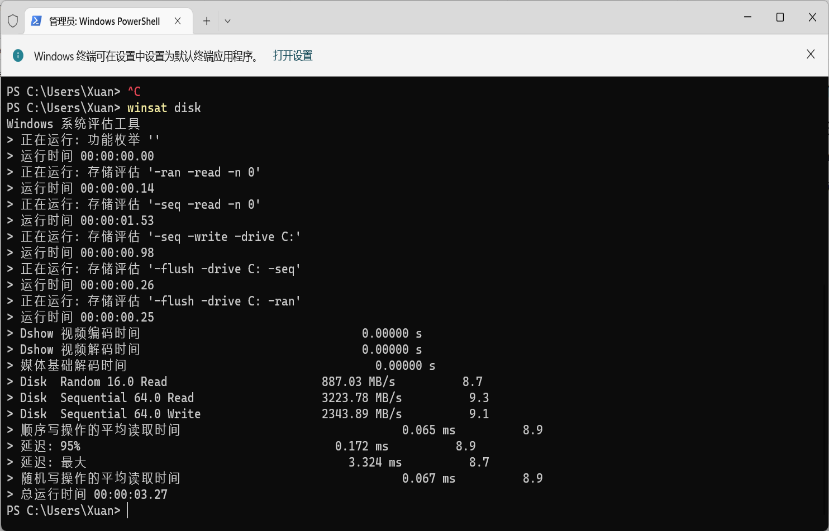 管理员: Windows PowerShell
Windows 终端可在设置中设置为默认终端应用程序。 打开设置
PS C:\Users\Xuan> ^C
PS C:\Users\Xuan> winsat disk
Windows 系统评估工具
> 正在运行: 功能枚举 ''
> 运行时间 00:00:00.00
> 正在运行: 存储评估 '-ran -read -n 0'
> 运行时间 00:00:00.14
> 正在运行: 存储评估 '-seq -read -n 0'
> 运行时间 00:00:01.53
> 正在运行: 存储评估 '-seq -write -drive C:'
> 运行时间 00:00:00.98
> 正在运行: 存储评估 '-flush -drive C: -seq'
> 运行时间 00:00:00.26
> 正在运行: 存储评估 '-flush -drive C: -ran'
> 运行时间 00:00:00.25
> Dshow 视频编码时间 0.00000 s
> Dshow 视频解码时间 0.00000 s
> 媒体基础解码时间 0.00000 s
> Disk Random 16.0 Read 887.03 MB/s 8.7
> Disk Sequential 64.0 Read 3223.78 MB/s 9.3
> Disk Sequential 64.0 Write 2343.89 MB/s 9.1
> 顺序写操作的平均读取时间 0.065 ms 8.9
> 延迟: 95% 0.172 ms 8.9
> 延迟: 最大 3.324 ms 8.7
> 随机写操作的平均读取时间 0.067 ms 8.9
> 总运行时间 00:00:03.27
PS C:\Users\Xuan>